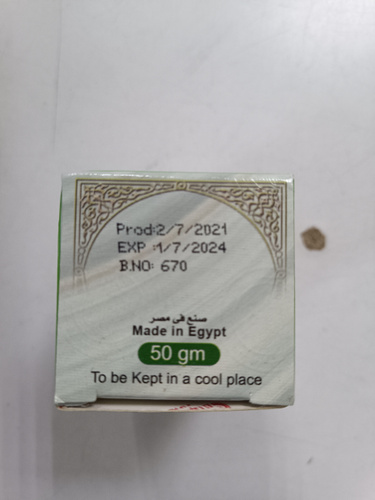 Prod:2/7/2021
EXP :1/7/2024
B.NO: 670
صنع فى مصر
Made in Egypt
50 gm
To be Kept in a cool place